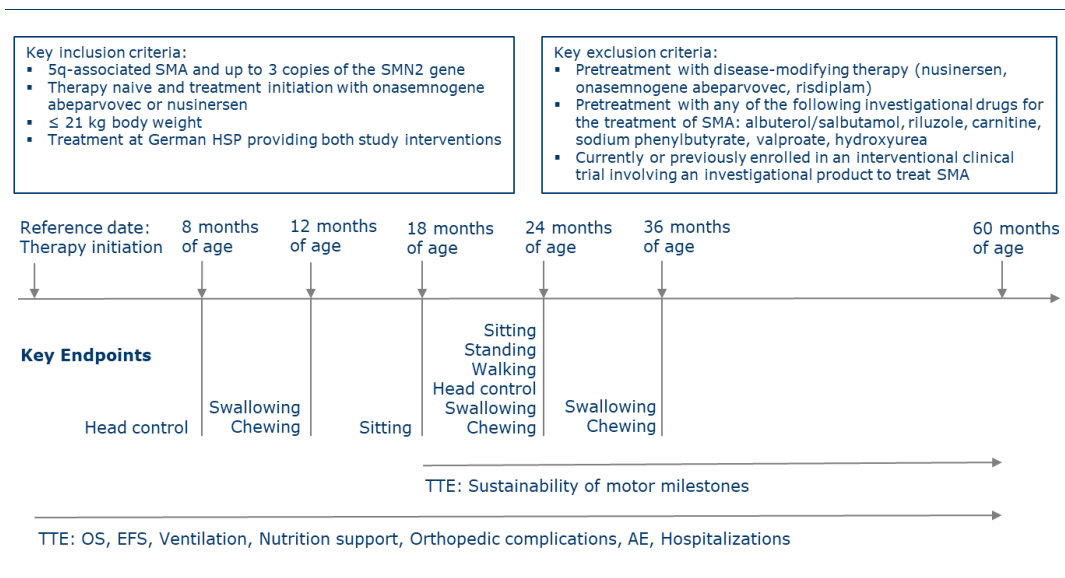 Key inclusion criteria:
▪ 5q-associated SMA and up to 3 copies of the SMN2 gene
▪ Therapy naive and treatment initiation with onasemnogene
abeparvovec or nusinersen
▪ ≤ 21 kg body weight
▪ Treatment at German HSP providing both study interventions
Key exclusion criteria:
▪ Pretreatment with disease-modifying therapy (nusinersen,
onasemnogene abeparvovec, risdiplam)
▪ Pretreatment with any of the following investigational drugs for
the treatment of SMA: albuterol/salbutamol, riluzole, carnitine,
sodium phenylbutyrate, valproate, hydroxyurea
▪ Currently or previously enrolled in an interventional clinical
trial involving an investigational product to treat SMA
Reference date:
Therapy initiation
8 months
of age
12 months
of age
18 months
of age
24 months
of age
36 months
of age
60 months
of age
Key Endpoints
Head control
Swallowing
Chewing
Sitting
Sitting
Standing
Walking
Head control
Swallowing
Chewing
Swallowing
Chewing
TTE: Sustainability of motor milestones
TTE: OS, EFS, Ventilation, Nutrition support, Orthopedic complications, AE, Hospitalizations